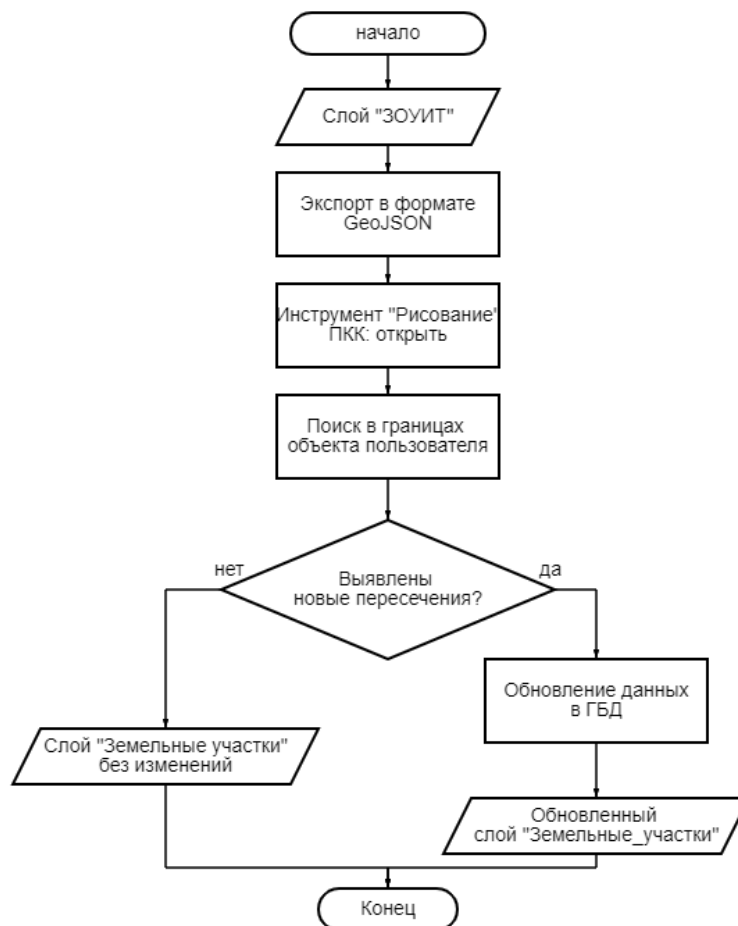 начало
Слой "ЗОУИТ"
Экспорт в формате
GeoJSON
Инструмент "Рисование"
ПКК: открыть
Поиск в границах
объекта пользователя
нет
да
Выявлены
новые пересечения?
Обновление данных
в ГБД
Слой "Земельные участки"
без изменений
Обновленный
слой "Земельные_участки"
Конец